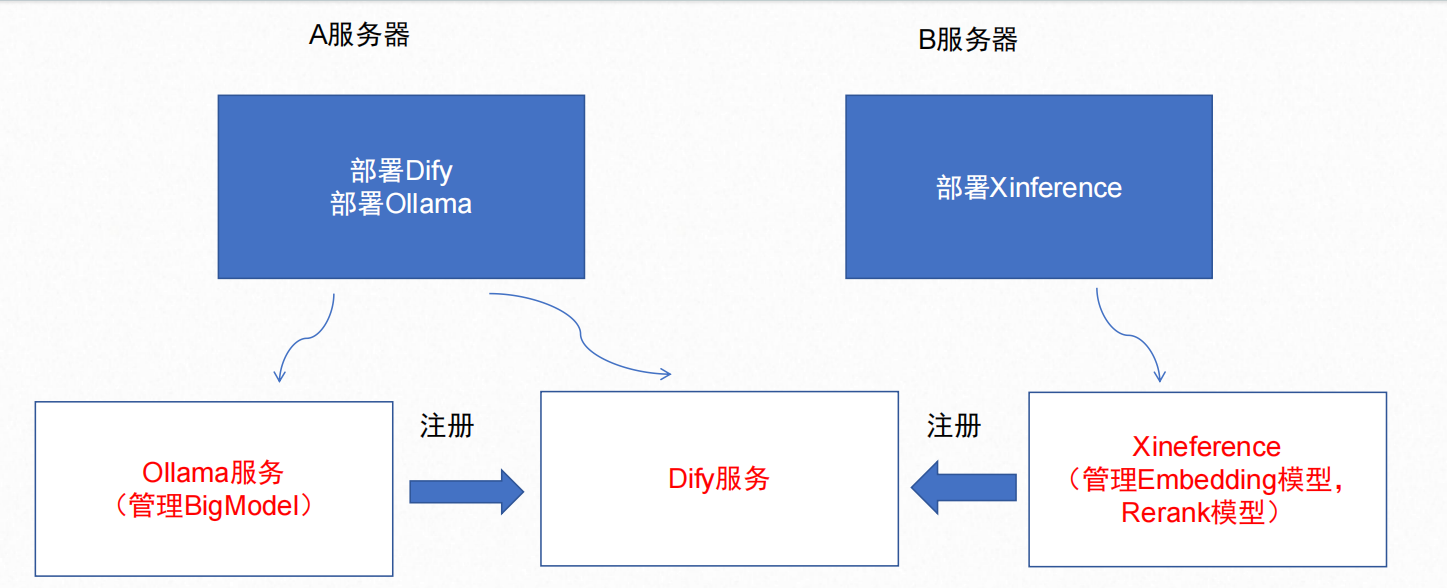 A服务器
B服务器
部署Dify
部署Ollama
部署Xinference
注册
注册
Ollama服务
（管理BigModel）
Dify服务
Xineference
（管理Embedding模型，
Rerank模型）